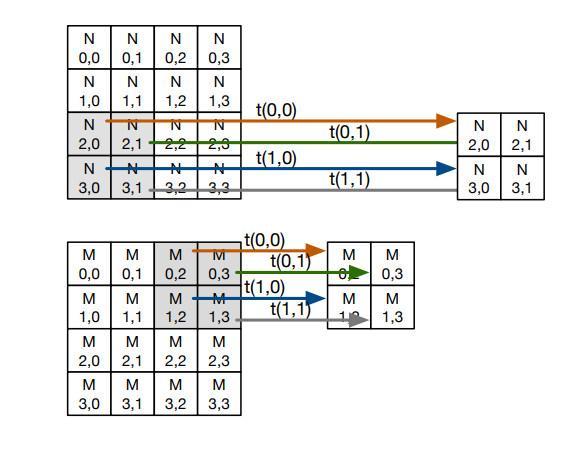 N N N N
0,0 0,1 0,2 0,3
N N N N
1,0 1,1 1,2 1,3
t(0,0)
N N N N
2,0 2,1 2,2 2,3
t(0,1)
N N
2,0 2,1
t(1,0)
N N N N
3,0 3,1 3,2 3,3
t(1,1)
N N
3,0 3,1
t(0,0)
M M M M
0,0 0,1 0,2 0,3
t(0,1)
M M
0,2 0,3
t(1,0)
M M M M
1,0 1,1 1,2 1,3
t(1,1)
M M
1,2 1,3
M M M M
2,0 2,1 2,2 2,3
M M M M
3,0 3,1 3,2 3,3